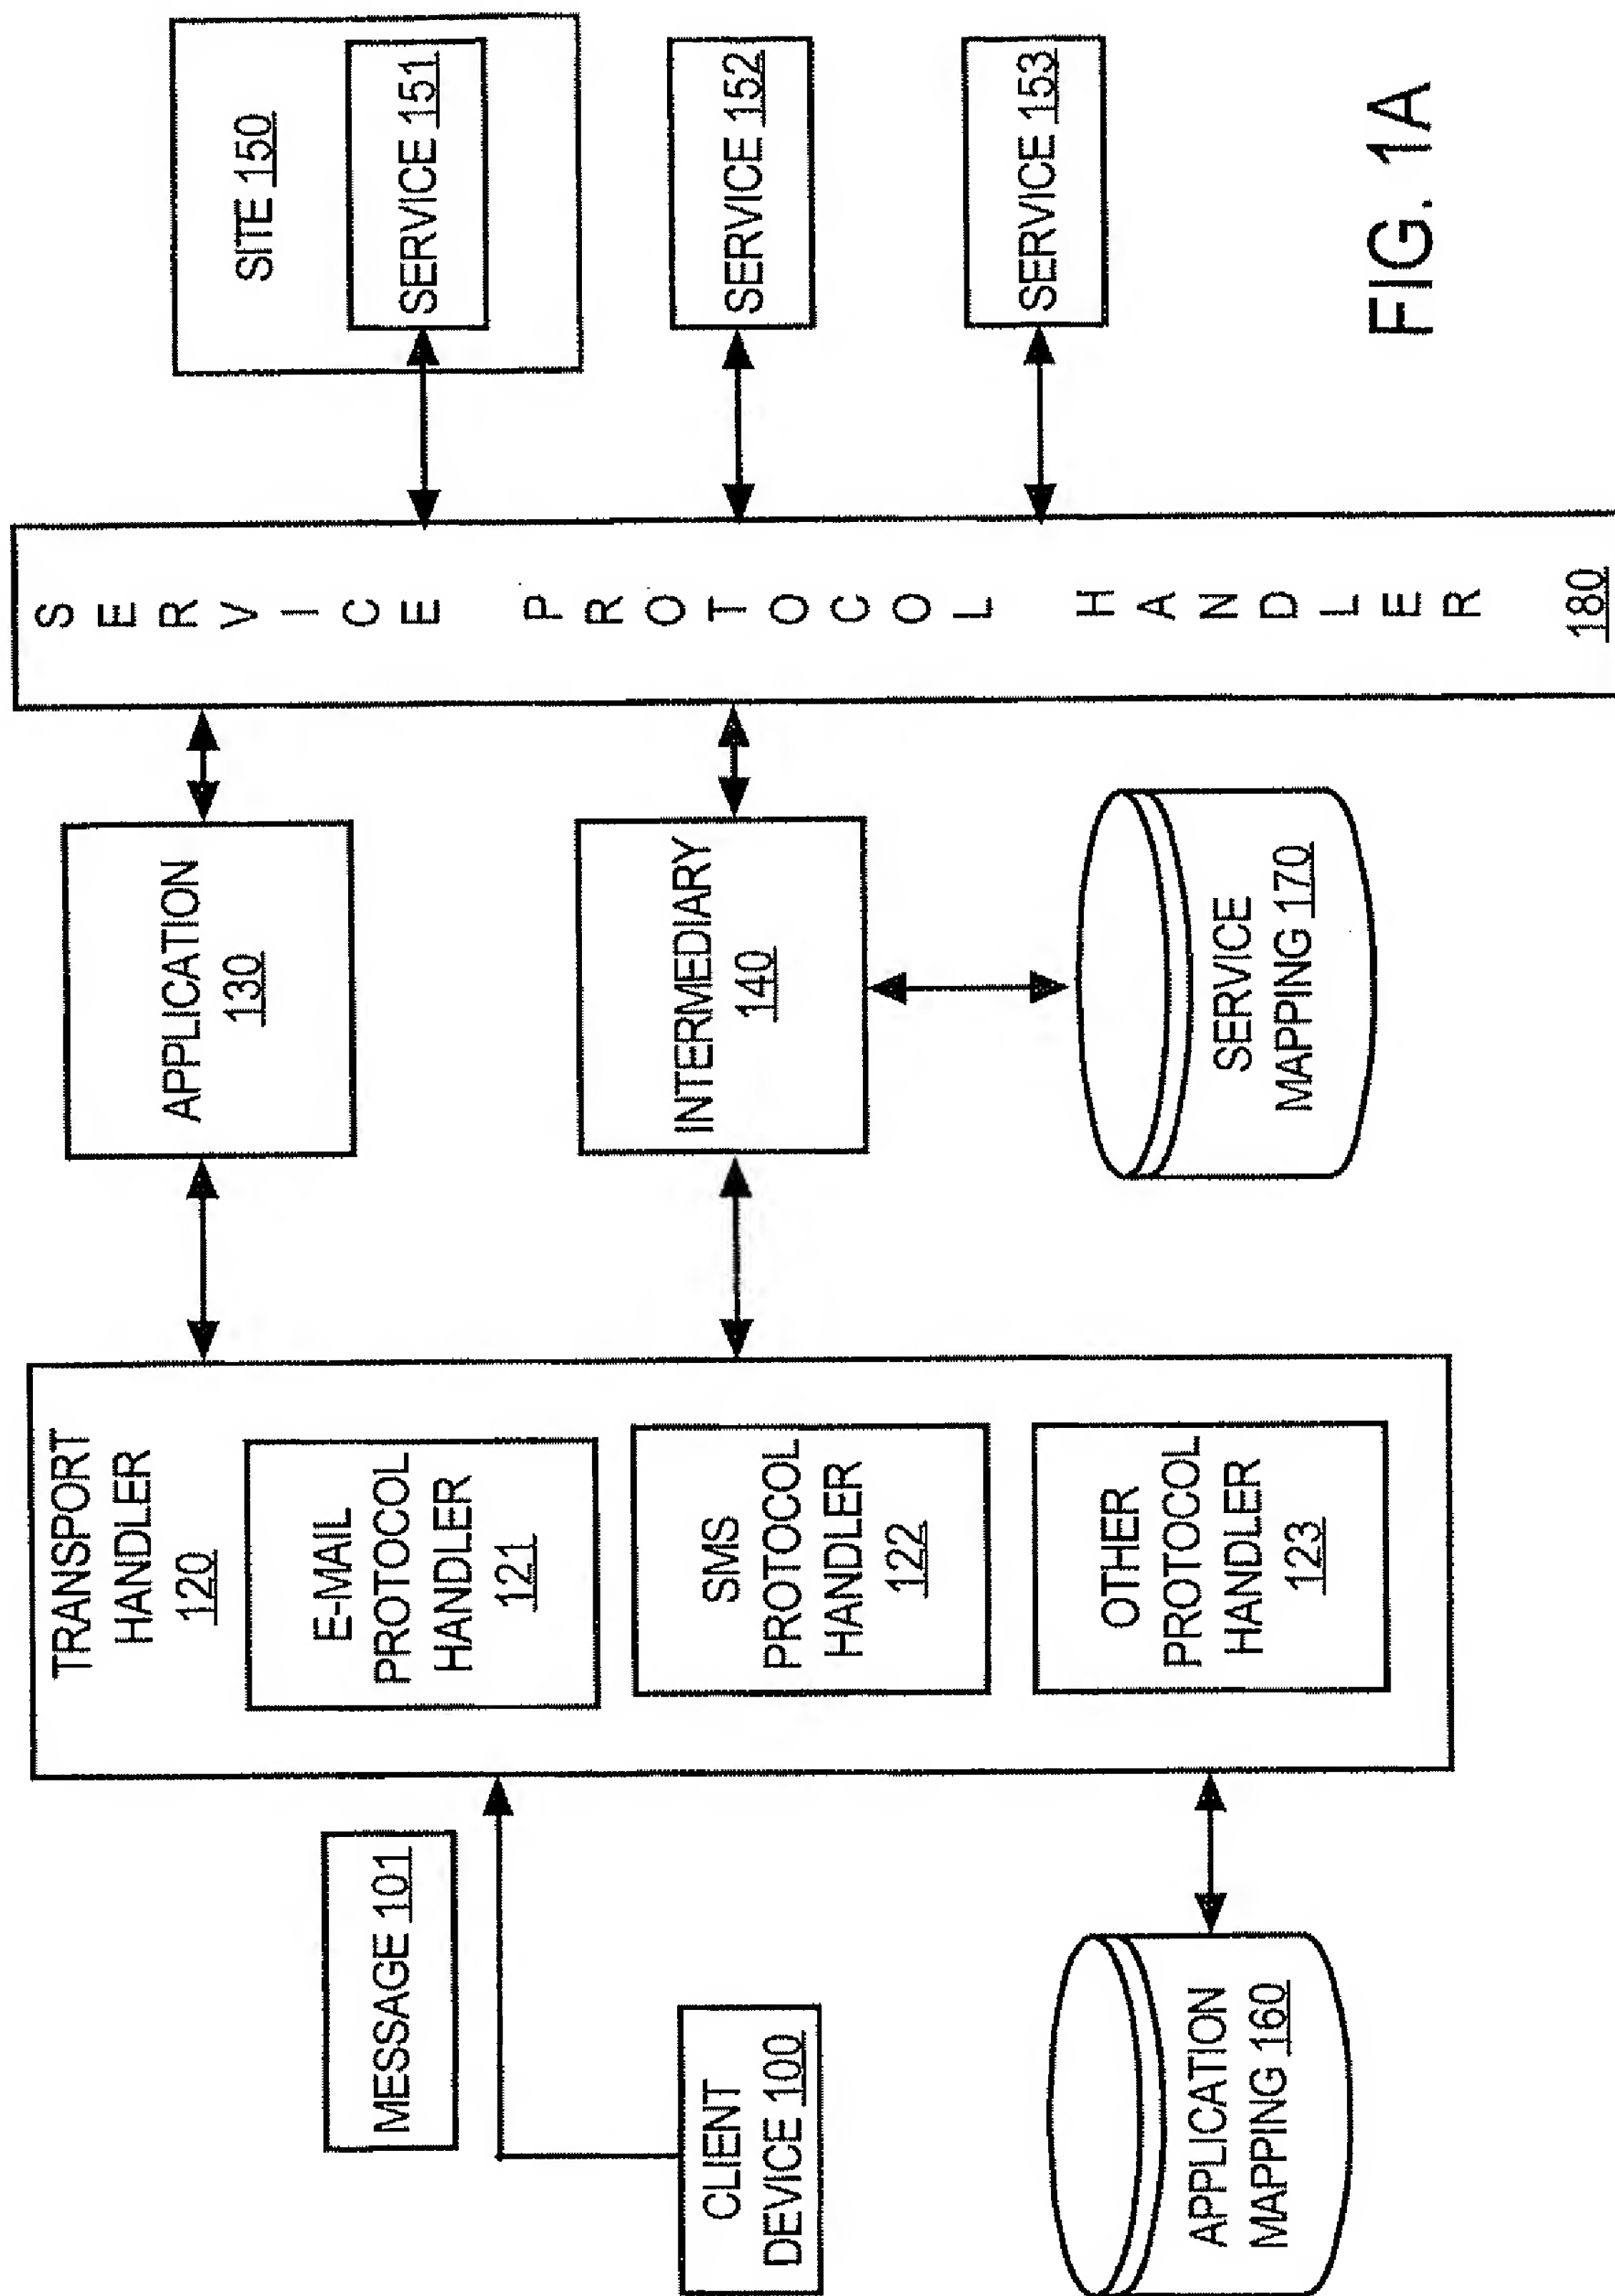 TRANSPORT
HANDLER
120
E-MAIL
PROTOCOL
HANDLER
121
SMS
PROTOCOL
HANDLER
122
OTHER
PROTOCOL
HANDLER
123
MESSAGE 101
CLIENT
DEVICE 100
APPLICATION
MAPPING 160
APPLICATION
130
INTERMEDIARY
140
SERVICE
MAPPING 170
SERVICE PROTOCOL HANDLER
180
SITE 150
SERVICE 151
SERVICE 152
SERVICE 153
FIG. 1A